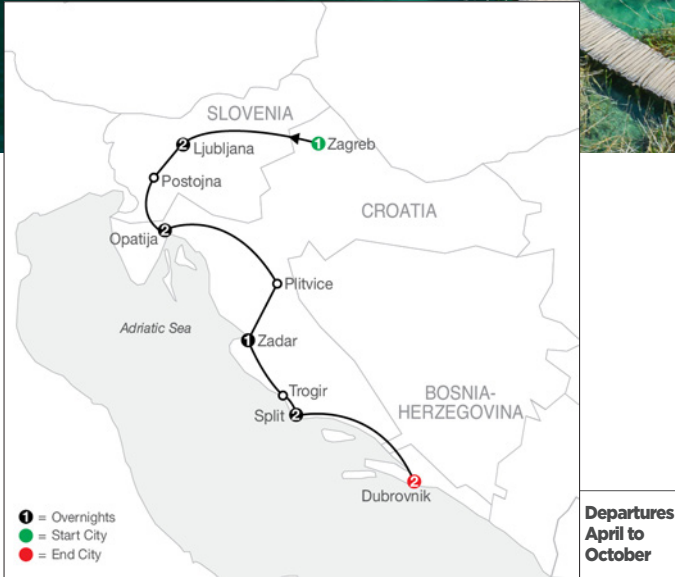 SLOVENIA
2 Ljubljana
1 Zagreb
Postojna
CROATIA
Opatija 2
Plitvice
Adriatic Sea
1 Zadar
Trogir
BOSNIA-
HERZEGOVINA
Split 2
2
Dubrovnik
1 = Overnights
= Start City
= End City
Departures
April to
October